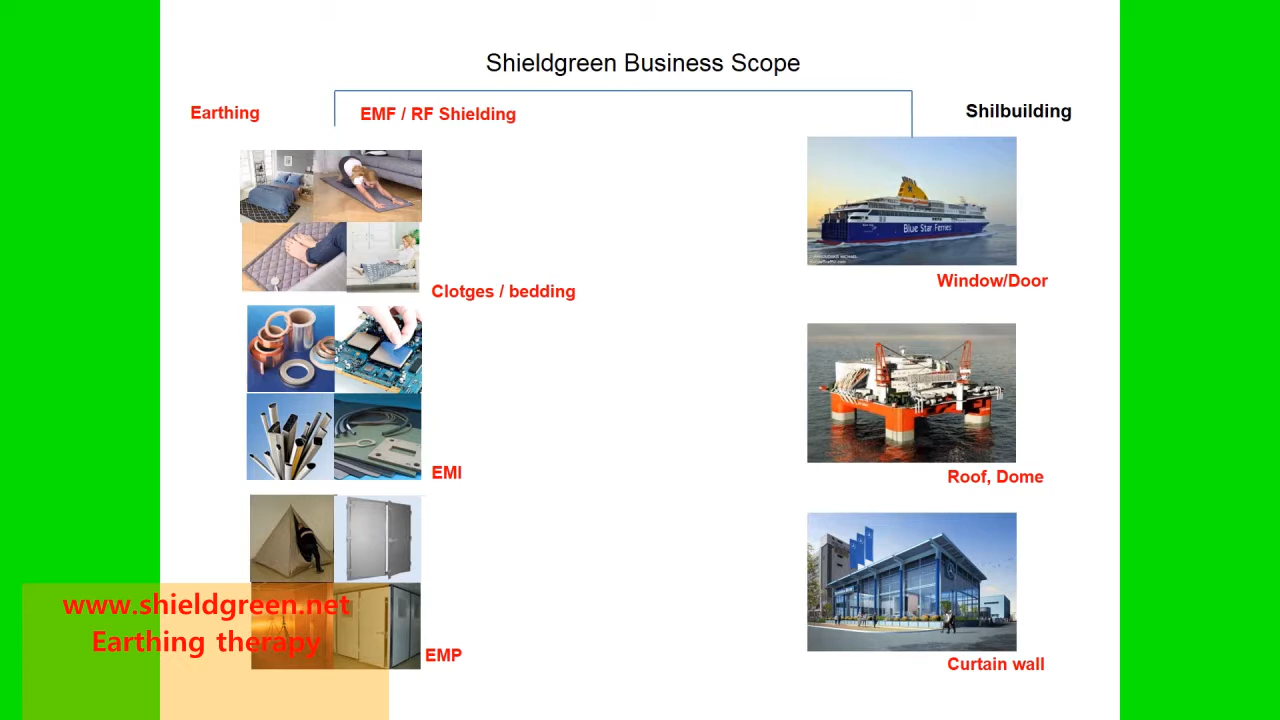 Shieldgreen Business Scope
Earthing
EMF / RF Shielding
Shilbuilding
Blue Star Ferries
Window/Door
Clotges / bedding
EMI
Roof, Dome
www.shieldgreen.net
Earthing therapy
EMP
Curtain wall